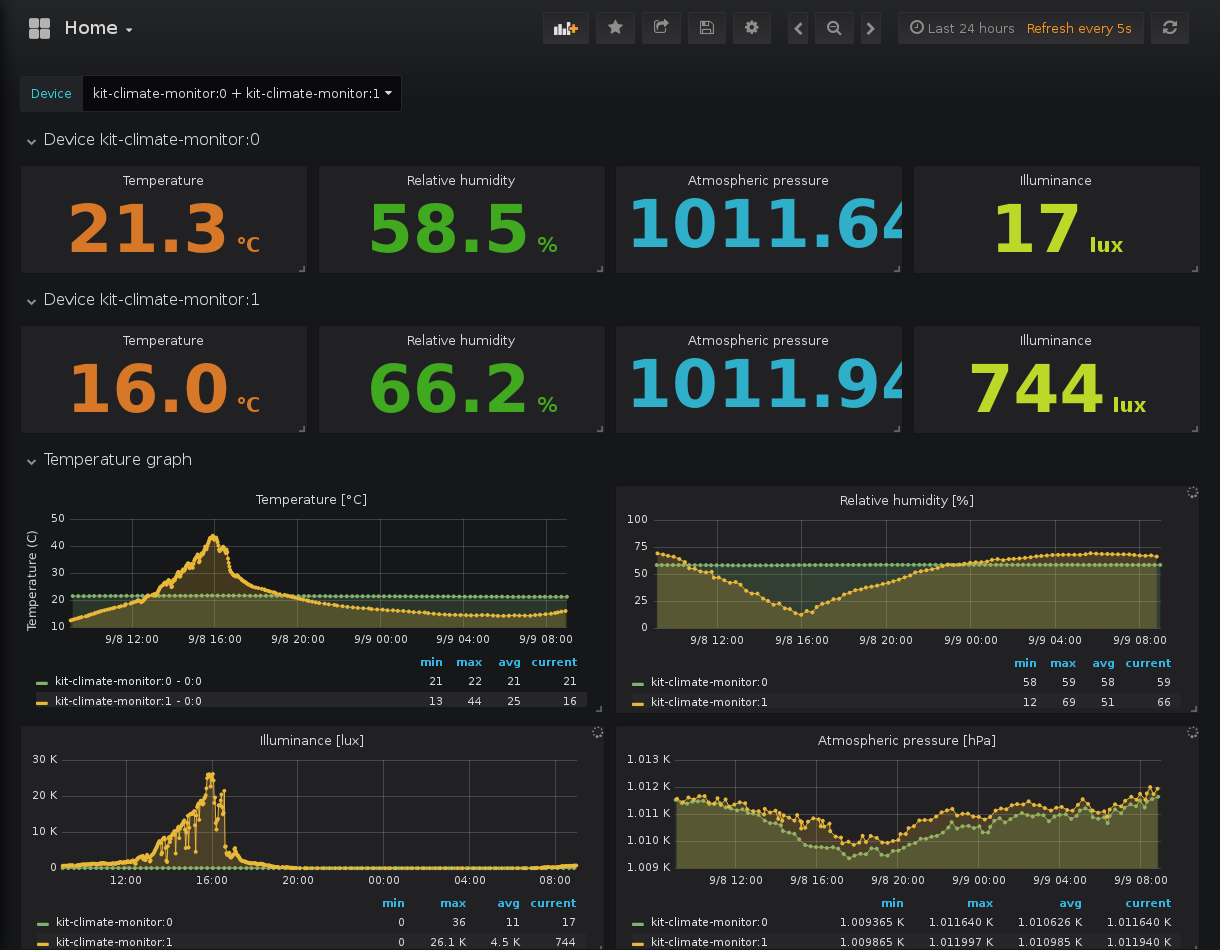 Home
Last 24 hours Refresh every 5s
Device kit-climate-monitor:0 + kit-climate-monitor:1
Device kit-climate-monitor:0
Temperature Relative humidity Atmospheric pressure Illuminance
21.3 °C 58.5 % 1011.64 17 lux
Device kit-climate-monitor:1
Temperature Relative humidity Atmospheric pressure Illuminance
16.0 °C 66.2 % 1011.94 744 lux
Temperature graph
Temperature [°C]
Temperature (C)
50
40
30
20
10
9/8 12:00 9/8 16:00 9/8 20:00 9/9 00:00 9/9 04:00 9/9 08:00
min max avg current
kit-climate-monitor:0 - 0:0 21 22 21 21
kit-climate-monitor:1 - 0:0 13 44 25 16
Relative humidity [%]
100
75
50
25
0
9/8 12:00 9/8 16:00 9/8 20:00 9/9 00:00 9/9 04:00 9/9 08:00
min max avg current
kit-climate-monitor:0 58 59 58 59
kit-climate-monitor:1 12 69 51 66
Illuminance [lux]
30 K
20 K
10 K
0
12:00 16:00 20:00 00:00 04:00 08:00
min max avg current
kit-climate-monitor:0 0 36 11 17
kit-climate-monitor:1 0 26.1 K 4.5 K 744
Atmospheric pressure [hPa]
1.013 K
1.012 K
1.011 K
1.010 K
1.009 K
9/8 12:00 9/8 16:00 9/8 20:00 9/9 00:00 9/9 04:00 9/9 08:00
min max avg current
kit-climate-monitor:0 1.009365 K 1.011640 K 1.010626 K 1.011640 K
kit-climate-monitor:1 1.009865 K 1.011997 K 1.010985 K 1.011940 K